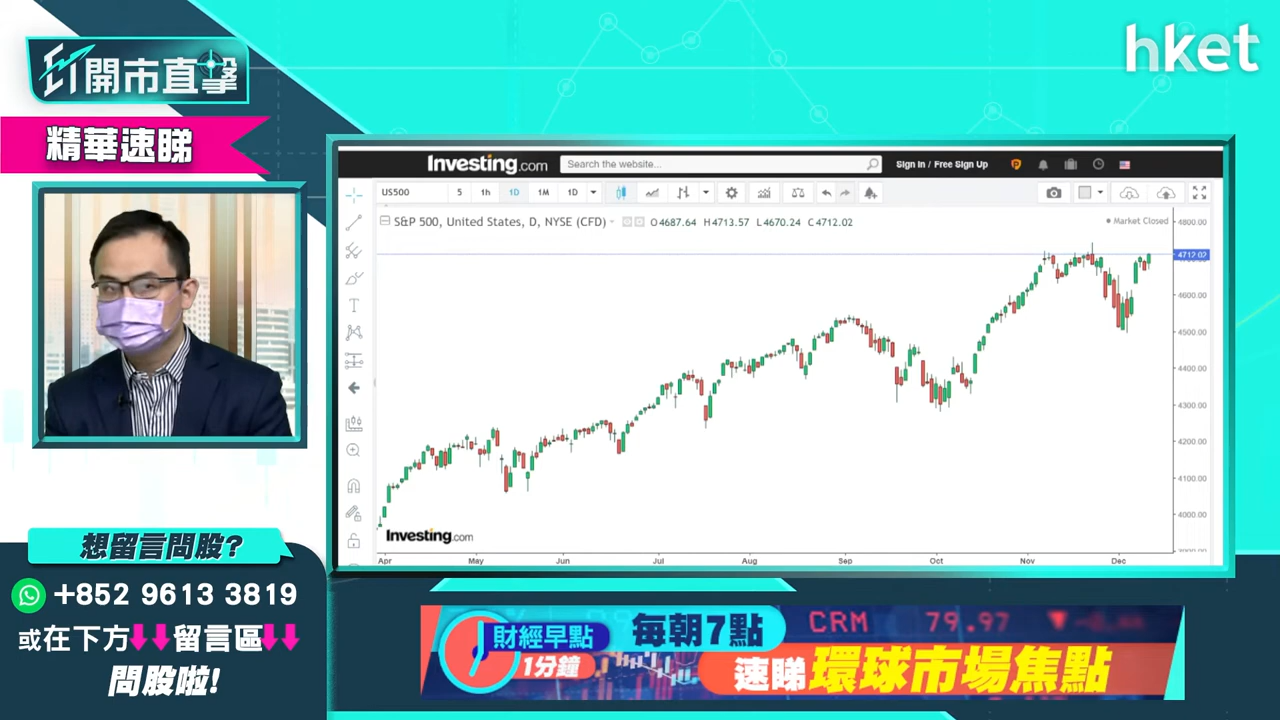 ET開市直擊
hket
精華速睇
Investing.com
Search the website...
Sign In / Free Sign Up
US500
5
1h
1D
1M
1D
S&P 500, United States, D, NYSE (CFD)
O4687.64 H4713.57 L4670.24 C4712.02
Market Closed
4800.00
4712.02
4600.00
4500.00
4400.00
4300.00
4200.00
4100.00
4000.00
Investing.com
Apr May Jun Jul Aug Sep Oct Nov Dec
想留言問股?
+852 9613 3819
或在下方留言區
問股啦!
財經早點
1分鐘
每朝7點
速睇環球市場焦點
CRM 79.97